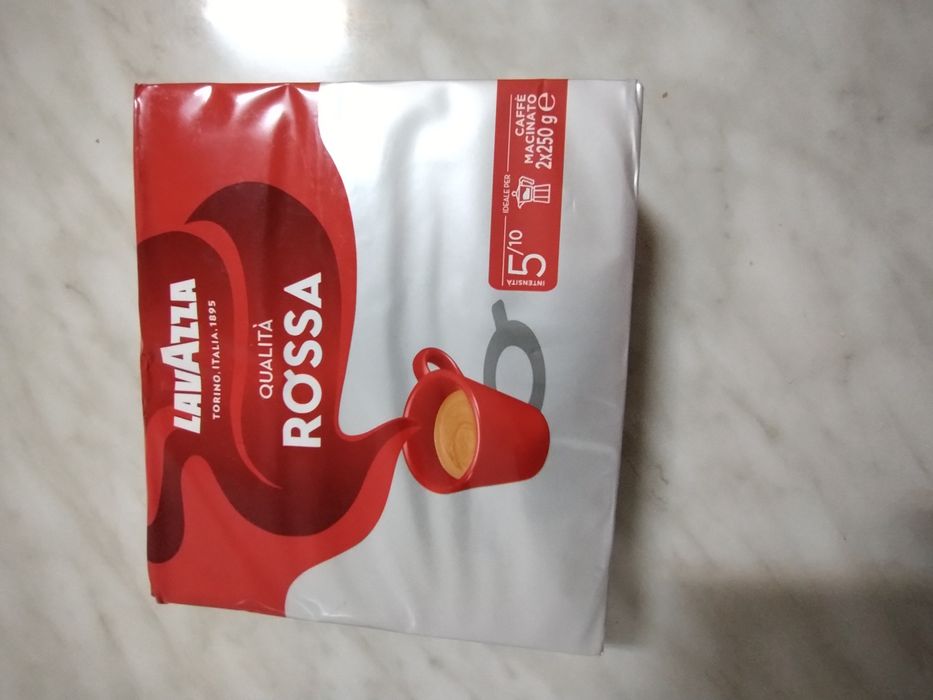 LAVAZZA
TORINO, ITALIA, 1895
QUALITÀ
ROSSA
INTENSITÀ
5/10
IDEALE PER
CAFFÈ
MACINATO
2x250 g ℮